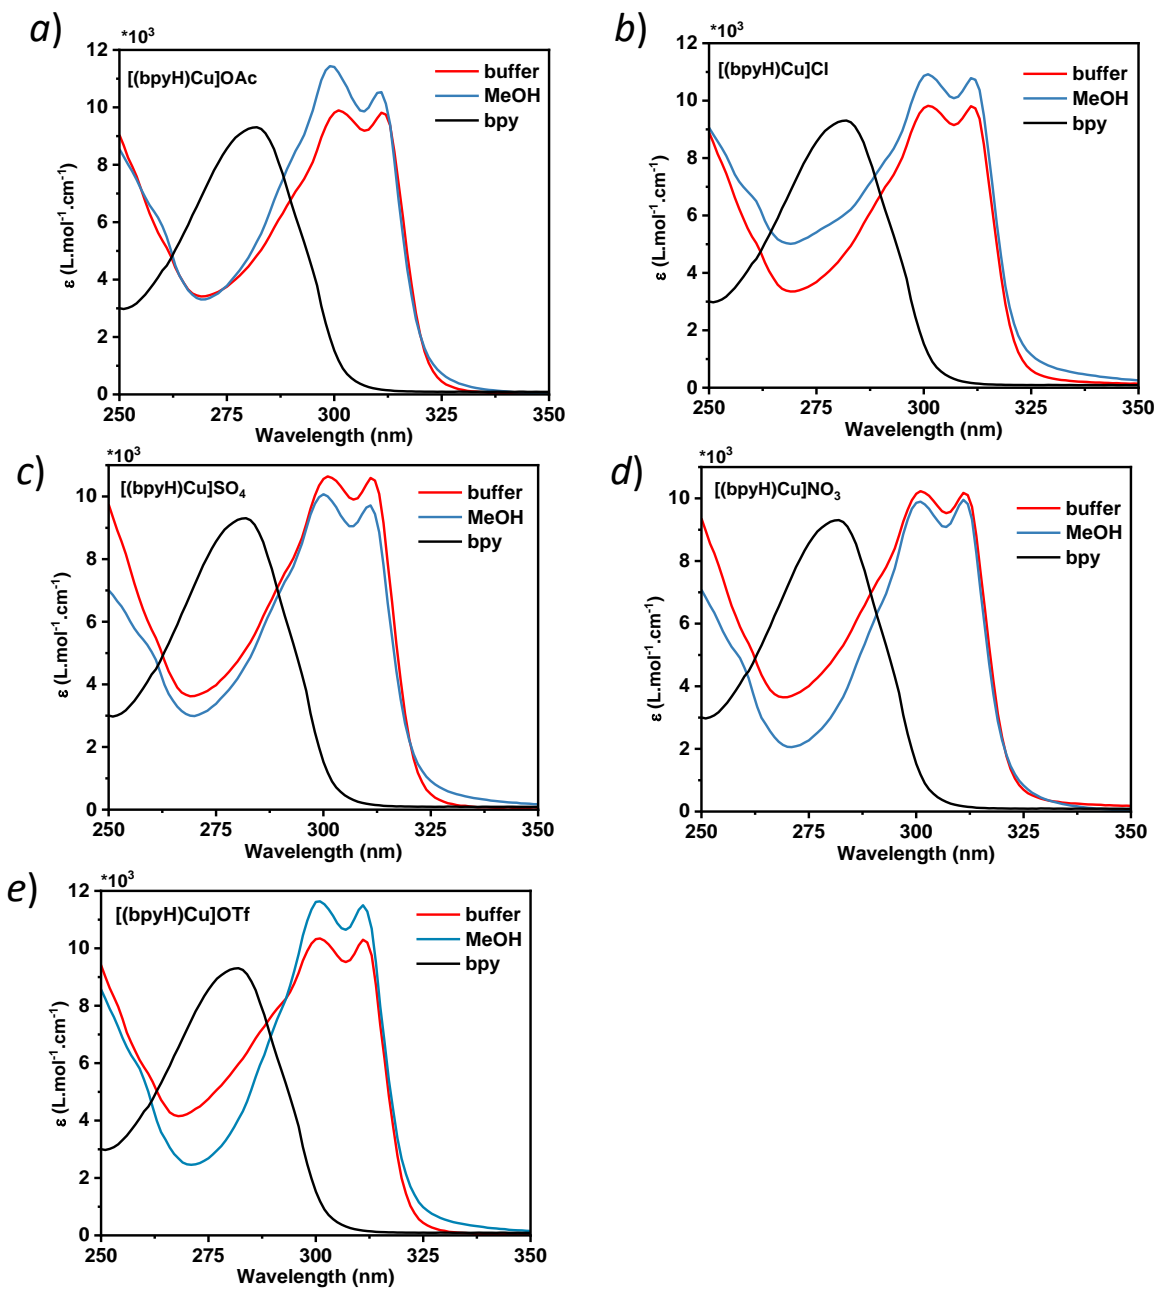 a)
*10³
[(bpyH)Cu]OAc
buffer
MeOH
bpy
12
10
8
6
4
2
0
ε (L.mol⁻¹.cm⁻¹)
250 275 300 325 350
Wavelength (nm)
b)
*10³
[(bpyH)Cu]Cl
buffer
MeOH
bpy
12
10
8
6
4
2
0
ε (L.mol⁻¹.cm⁻¹)
250 275 300 325 350
Wavelength (nm)
c)
*10³
[(bpyH)Cu]SO₄
buffer
MeOH
bpy
10
8
6
4
2
0
ε (L.mol⁻¹.cm⁻¹)
250 275 300 325 350
Wavelength (nm)
d)
*10³
[(bpyH)Cu]NO₃
buffer
MeOH
bpy
10
8
6
4
2
0
ε (L.mol⁻¹.cm⁻¹)
250 275 300 325 350
Wavelength (nm)
e)
*10³
[(bpyH)Cu]OTf
buffer
MeOH
bpy
12
10
8
6
4
2
0
ε (L.mol⁻¹.cm⁻¹)
250 275 300 325 350
Wavelength (nm)